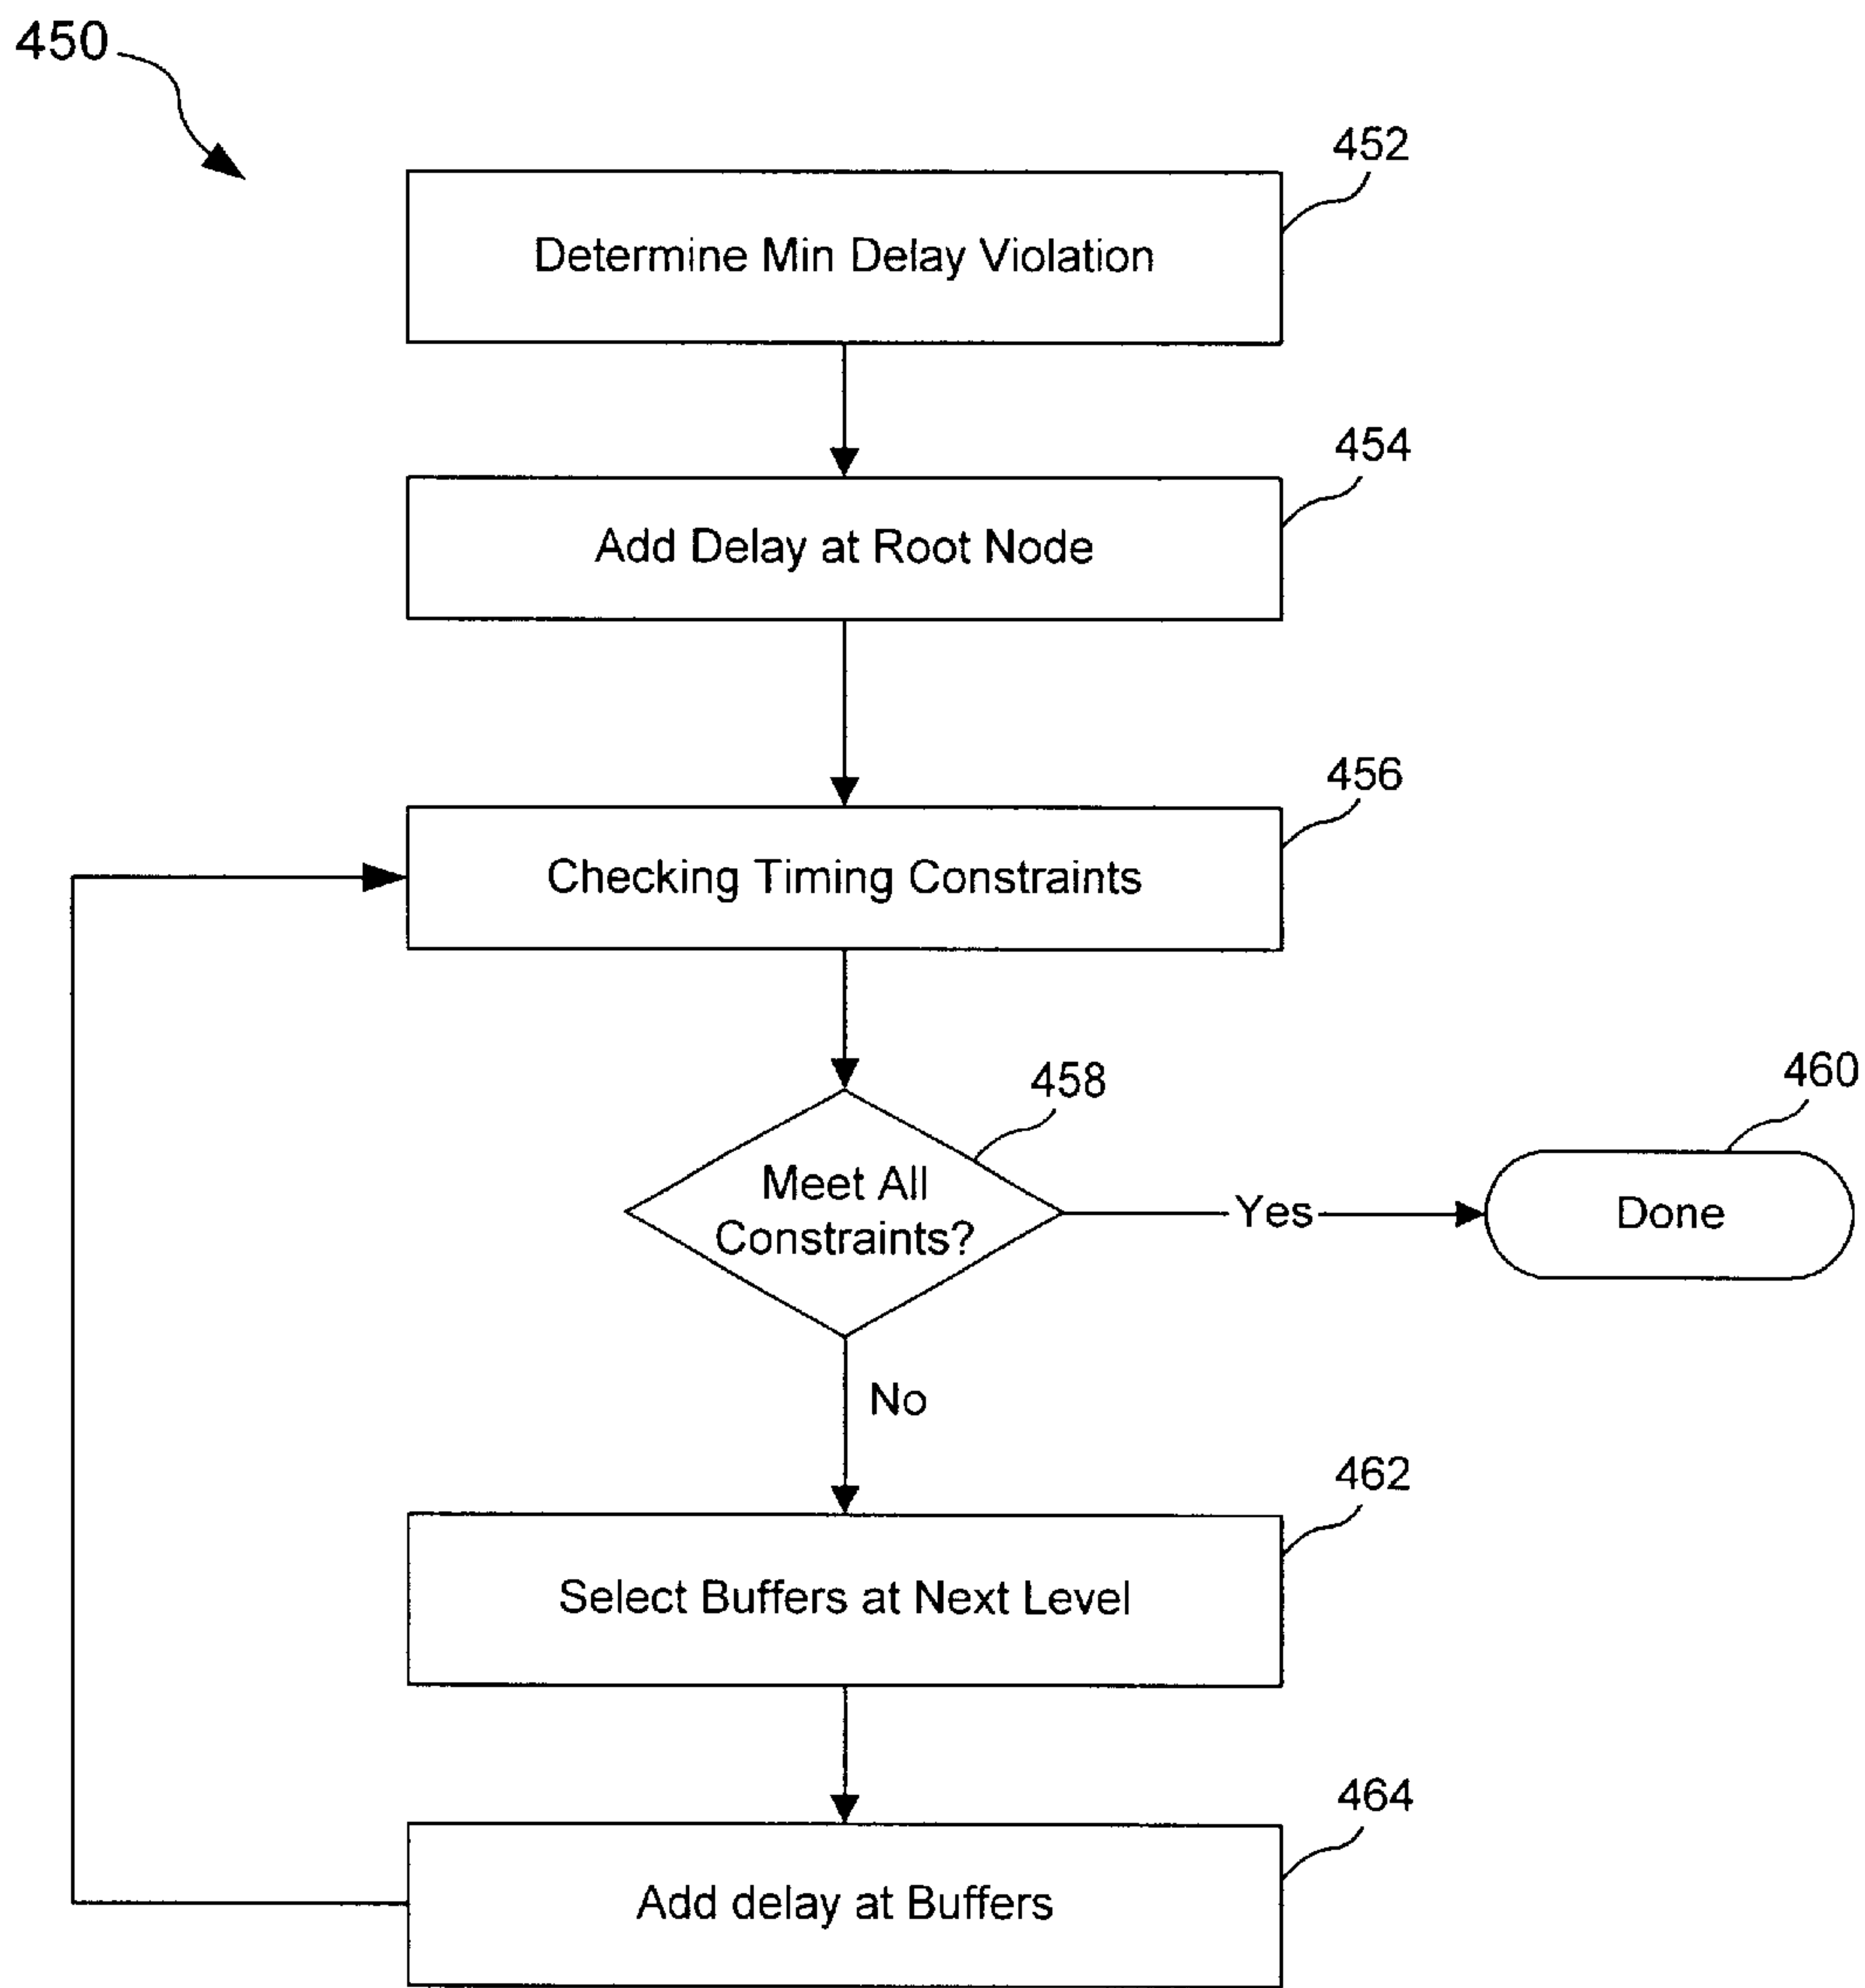 450
452
Determine Min Delay Violation
454
Add Delay at Root Node
456
Checking Timing Constraints
458
460
Meet All
Constraints?
Yes
Done
No
462
Select Buffers at Next Level
464
Add delay at Buffers